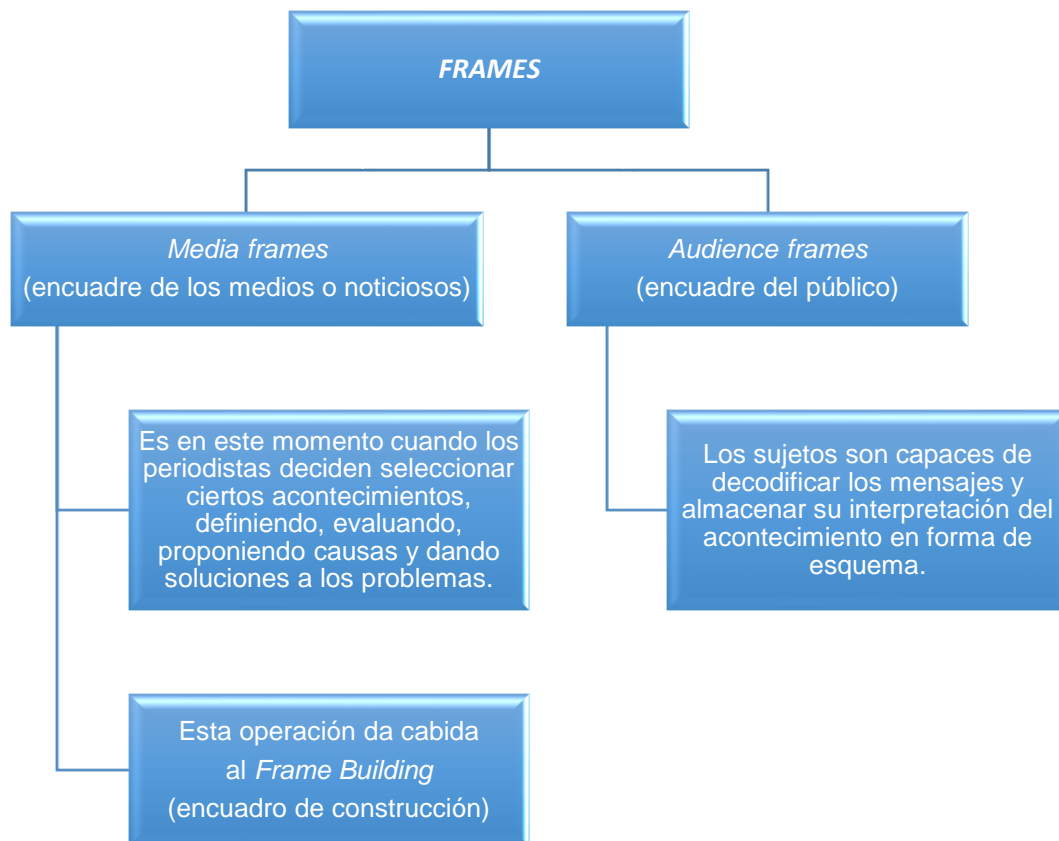 FRAMES
Media frames
(encuadre de los medios o noticiosos)
Audience frames
(encuadre del público)
Es en este momento cuando los
periodistas deciden seleccionar
ciertos acontecimientos,
definiendo, evaluando,
proponiendo causas y dando
soluciones a los problemas.
Los sujetos son capaces de
decodificar los mensajes y
almacenar su interpretación del
acontecimiento en forma de
esquema.
Esta operación da cabida
al Frame Building
(encuadro de construcción)